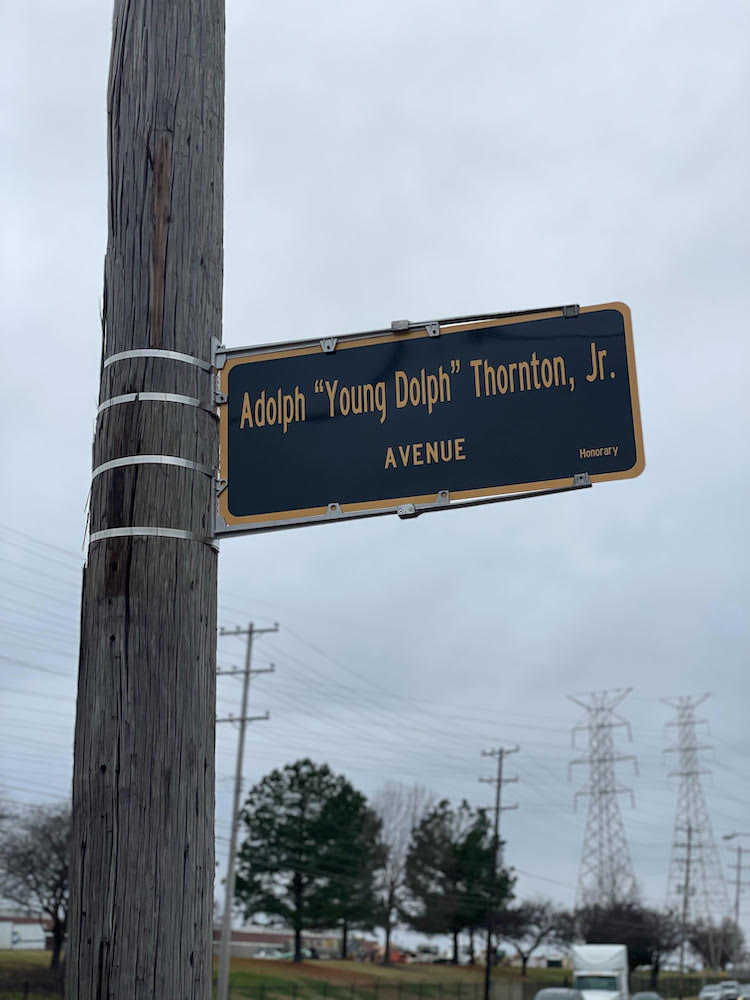 Adolph “Young Dolph” Thornton, Jr.
AVENUE
Honorary